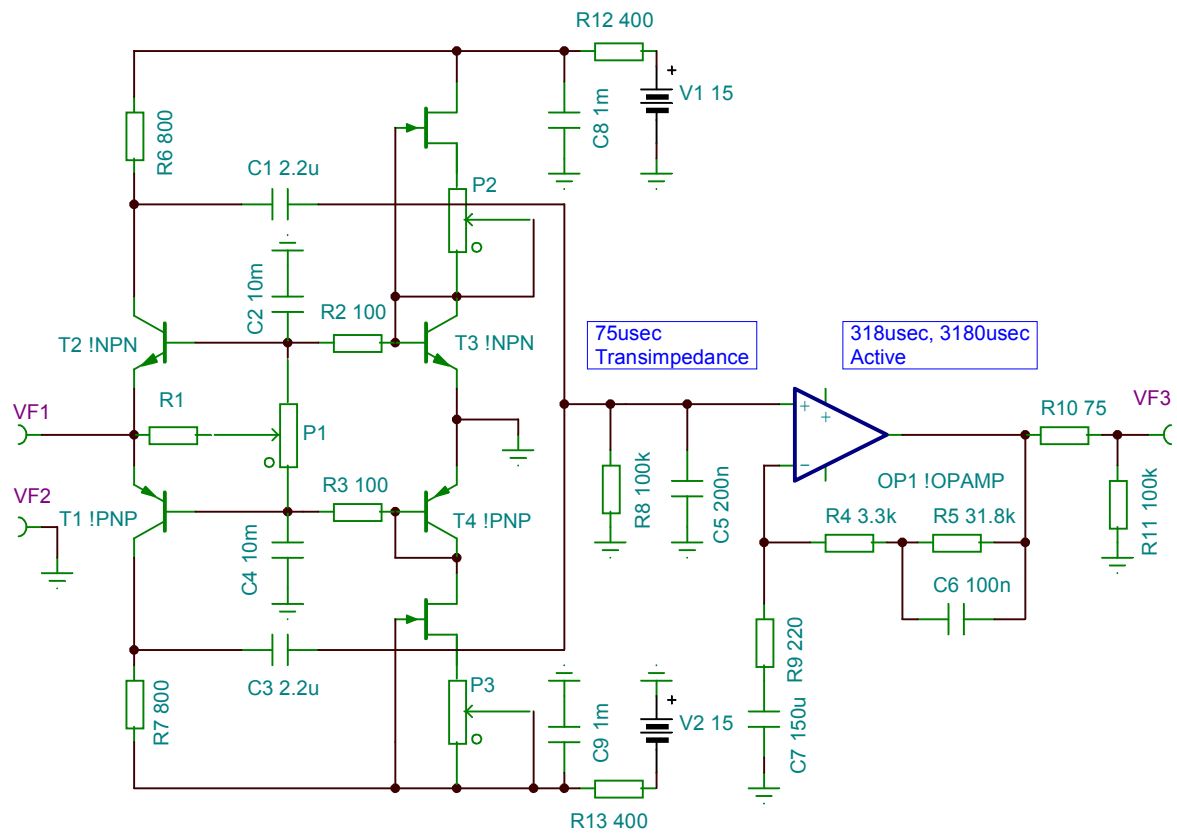 R12 400
+
V1 15
C8 1m
R6 800
C1 2.2u
P2
C2 10m
R2 100
T3 !NPN
T2 !NPN
75usec
Transimpedance
318usec, 3180usec
Active
R1
VF1
P1
VF3
R10 75
+
+
−
VF2
R3 100
T1 !PNP
T4 !PNP
R8 100k
C5 200n
OP1 !OPAMP
R4 3.3k
R5 31.8k
R11 100k
C4 10m
C6 100n
R9 220
C3 2.2u
P3
R7 800
C9 1m
+
V2 15
C7 150u
R13 400